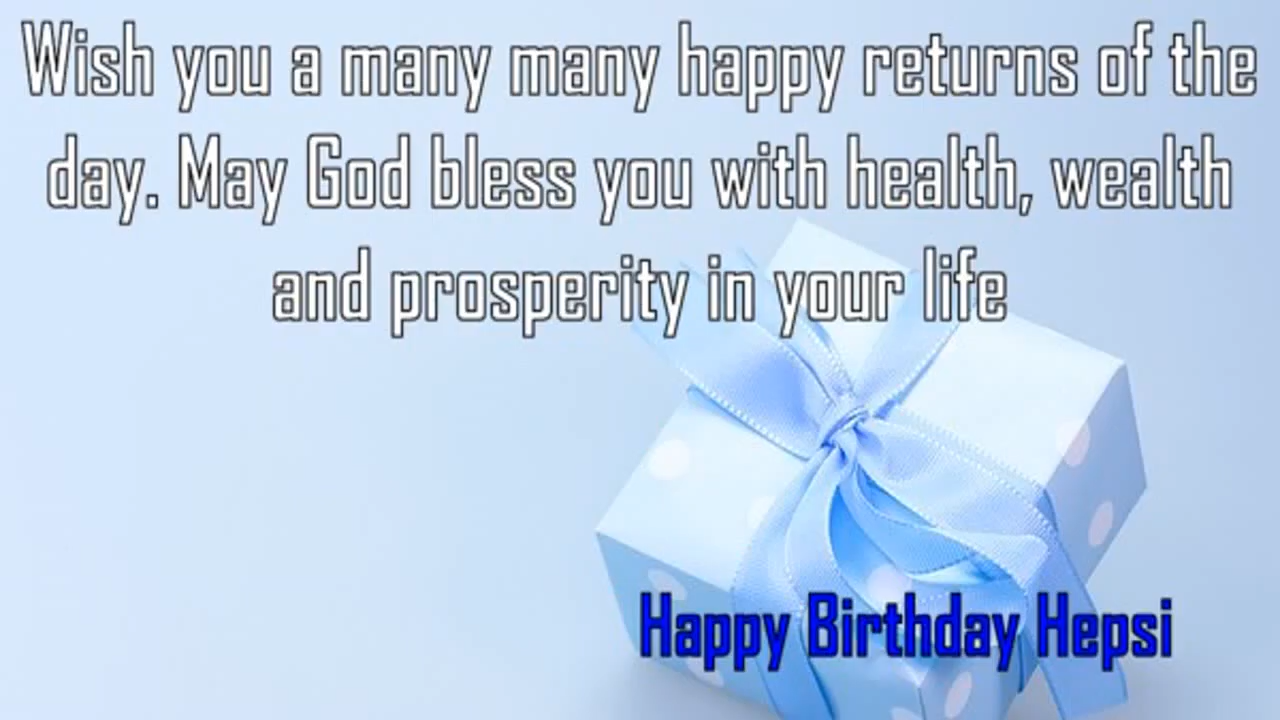 Wish you a many many happy returns of the
day. May God bless you with health, wealth
and prosperity in your life
Happy Birthday Hepsi